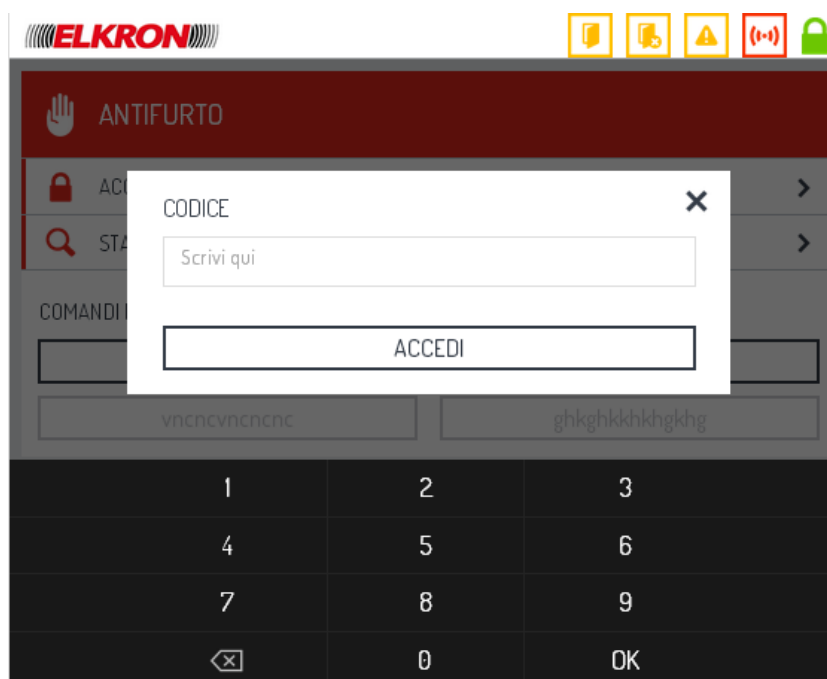 ELKRON
ANTIFURTO
CODICE
Scrivi qui
COMANDI
ACCEDI
vncncvncncnc
ghkghkkhkhgkhg
1 2 3
4 5 6
7 8 9
0 OK